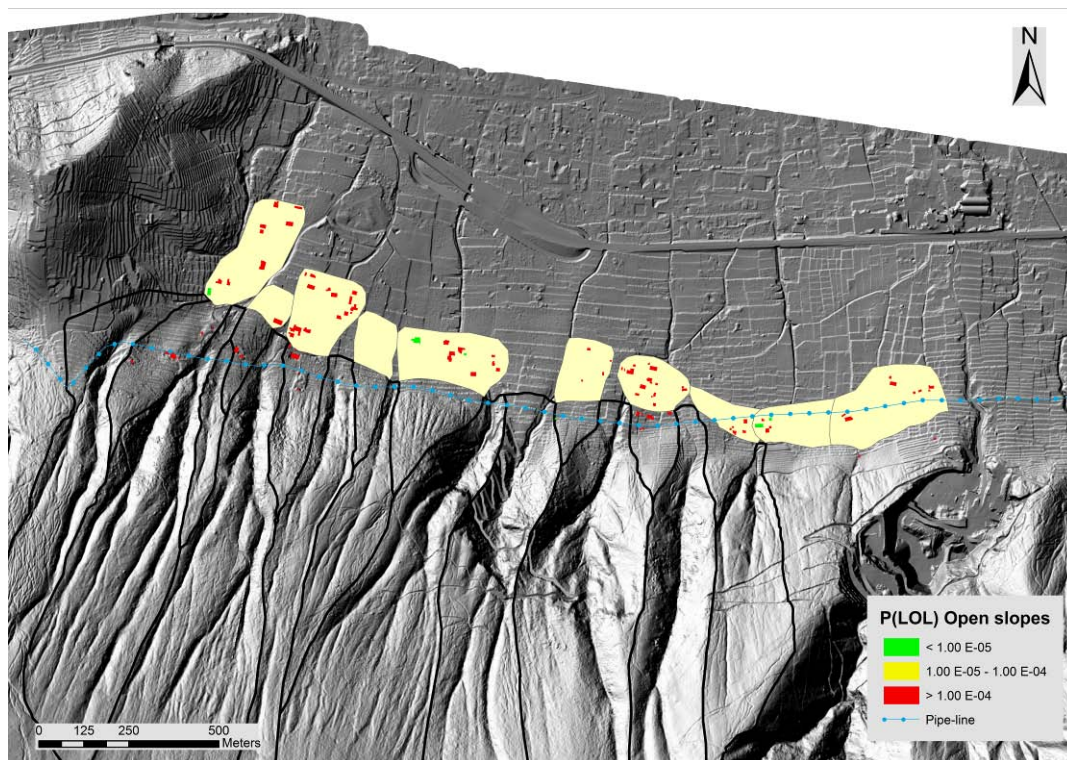 N
P(LOL) Open slopes
< 1.00 E-05
1.00 E-05 - 1.00 E-04
> 1.00 E-04
Pipe-line
0 125 250 500
Meters